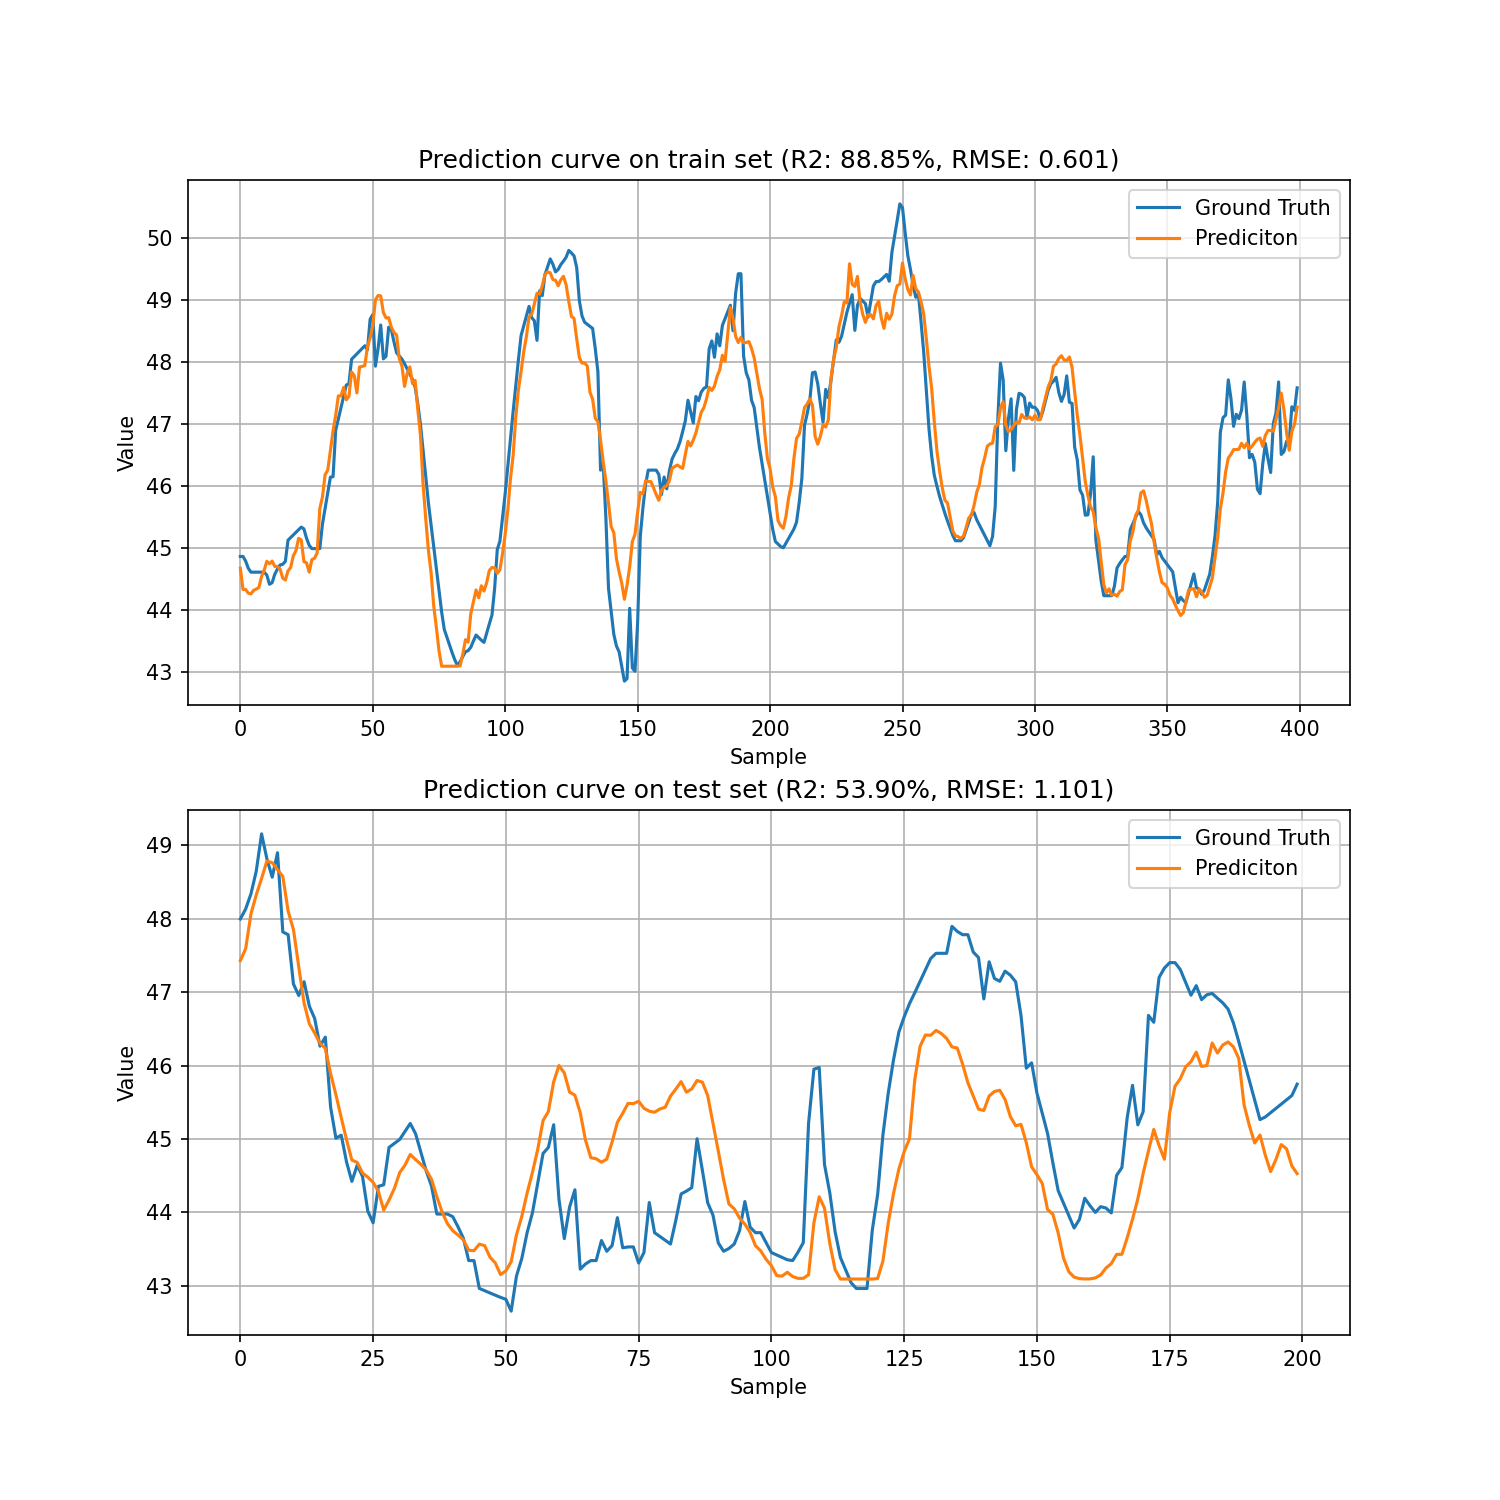 Prediction curve on train set (R2: 88.85%, RMSE: 0.601)
Ground Truth
Prediciton
50
49
48
47
46
45
44
43
Value
0 50 100 150 200 250 300 350 400
Sample
Prediction curve on test set (R2: 53.90%, RMSE: 1.101)
Ground Truth
Prediciton
49
48
47
46
45
44
43
Value
0 25 50 75 100 125 150 175 200
Sample